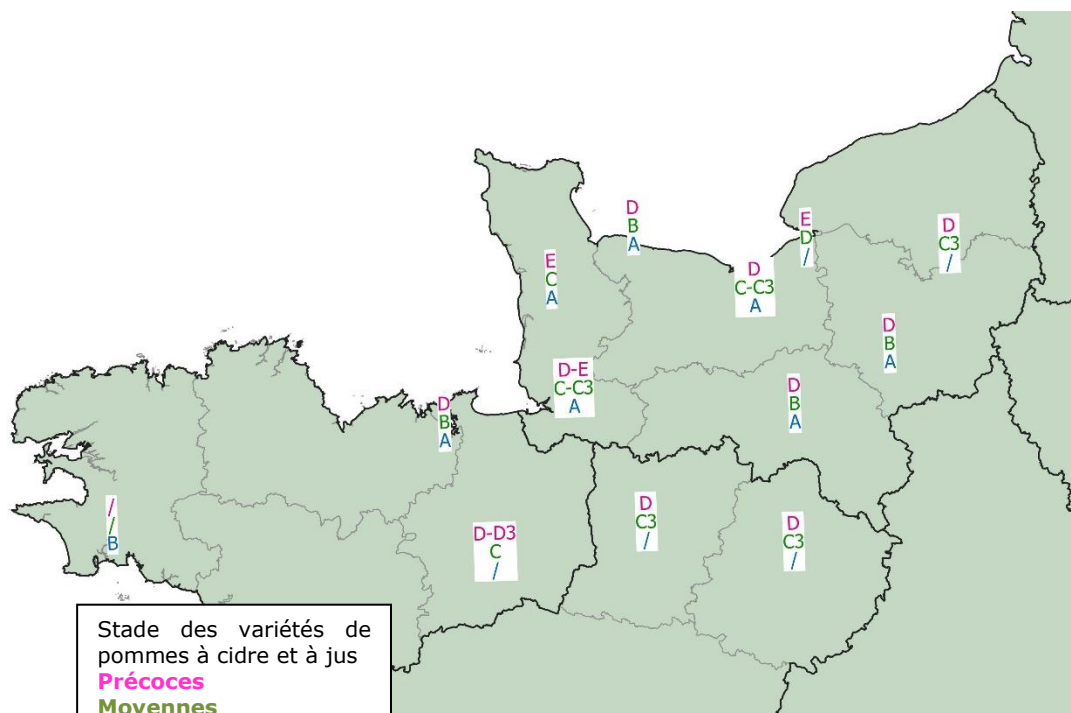 D
B
A
E
D
/
D
C3
/
E
C
A
D
C-C3
A
D
B
A
D-E
C-C3
A
D
B
A
D
B
A
/
/
B
D-D3
C
/
D
C3
/
D
C3
/
Stade des variétés de
pommes à cidre et à jus
Précoces
Moyennes